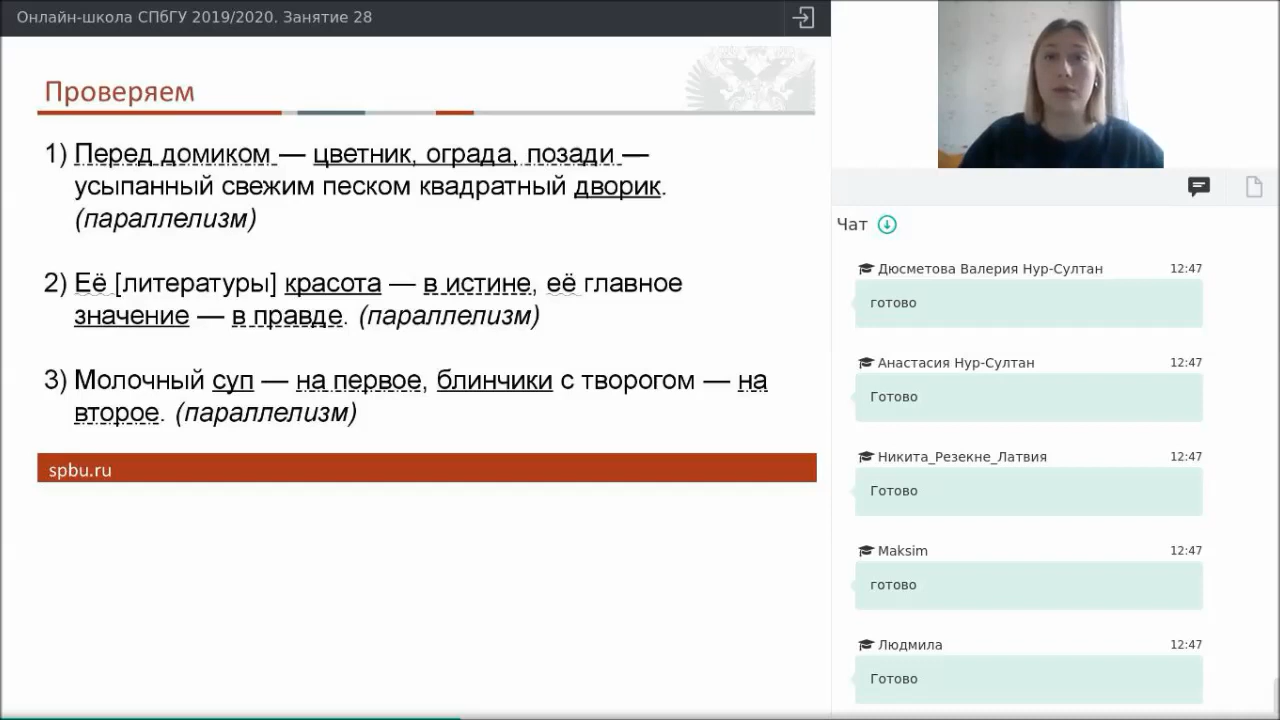 Онлайн-школа СПбГУ 2019/2020. Занятие 28
Проверяем
1) Перед домиком — цветник, ограда, позади —
усыпанный свежим песком квадратный дворик.
(параллелизм)
2) Её [литературы] красота — в истине, её главное
значение — в правде. (параллелизм)
3) Молочный суп — на первое, блинчики с творогом — на
второе. (параллелизм)
spbu.ru
Чат
Дюсметова Валерия Нур-Султан 12:47
готово
Анастасия Нур-Султан 12:47
Готово
Никита_Резекне_Латвия 12:47
Готово
Maksim 12:47
готово
Людмила 12:47
Готово